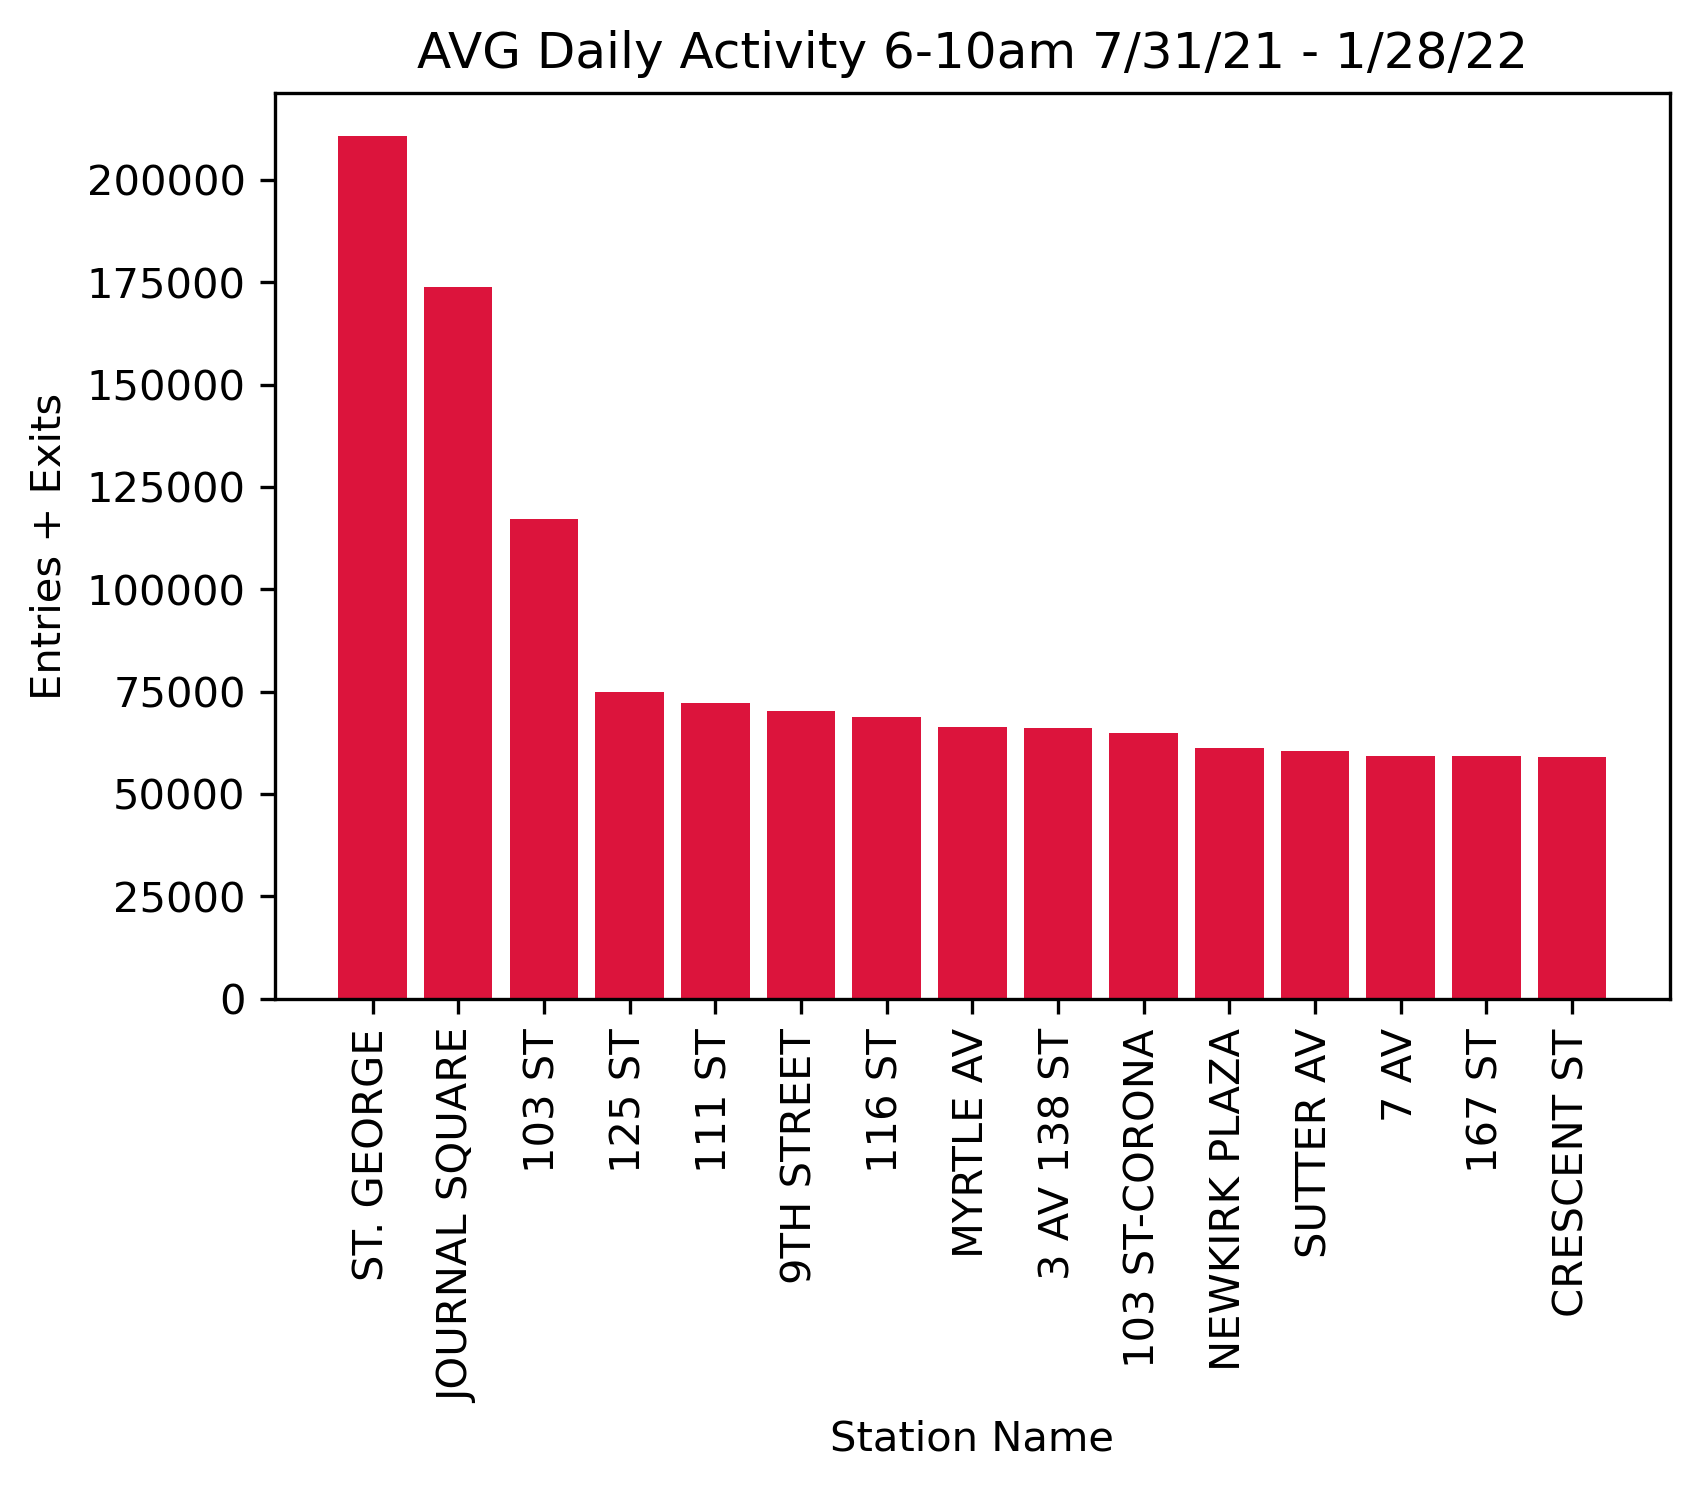 AVG Daily Activity 6-10am 7/31/21 - 1/28/22
Entries + Exits
200000
175000
150000
125000
100000
75000
50000
25000
0
ST. GEORGE
JOURNAL SQUARE
103 ST
125 ST
111 ST
9TH STREET
116 ST
MYRTLE AV
3 AV 138 ST
103 ST-CORONA
NEWKIRK PLAZA
SUTTER AV
7 AV
167 ST
CRESCENT ST
Station Name